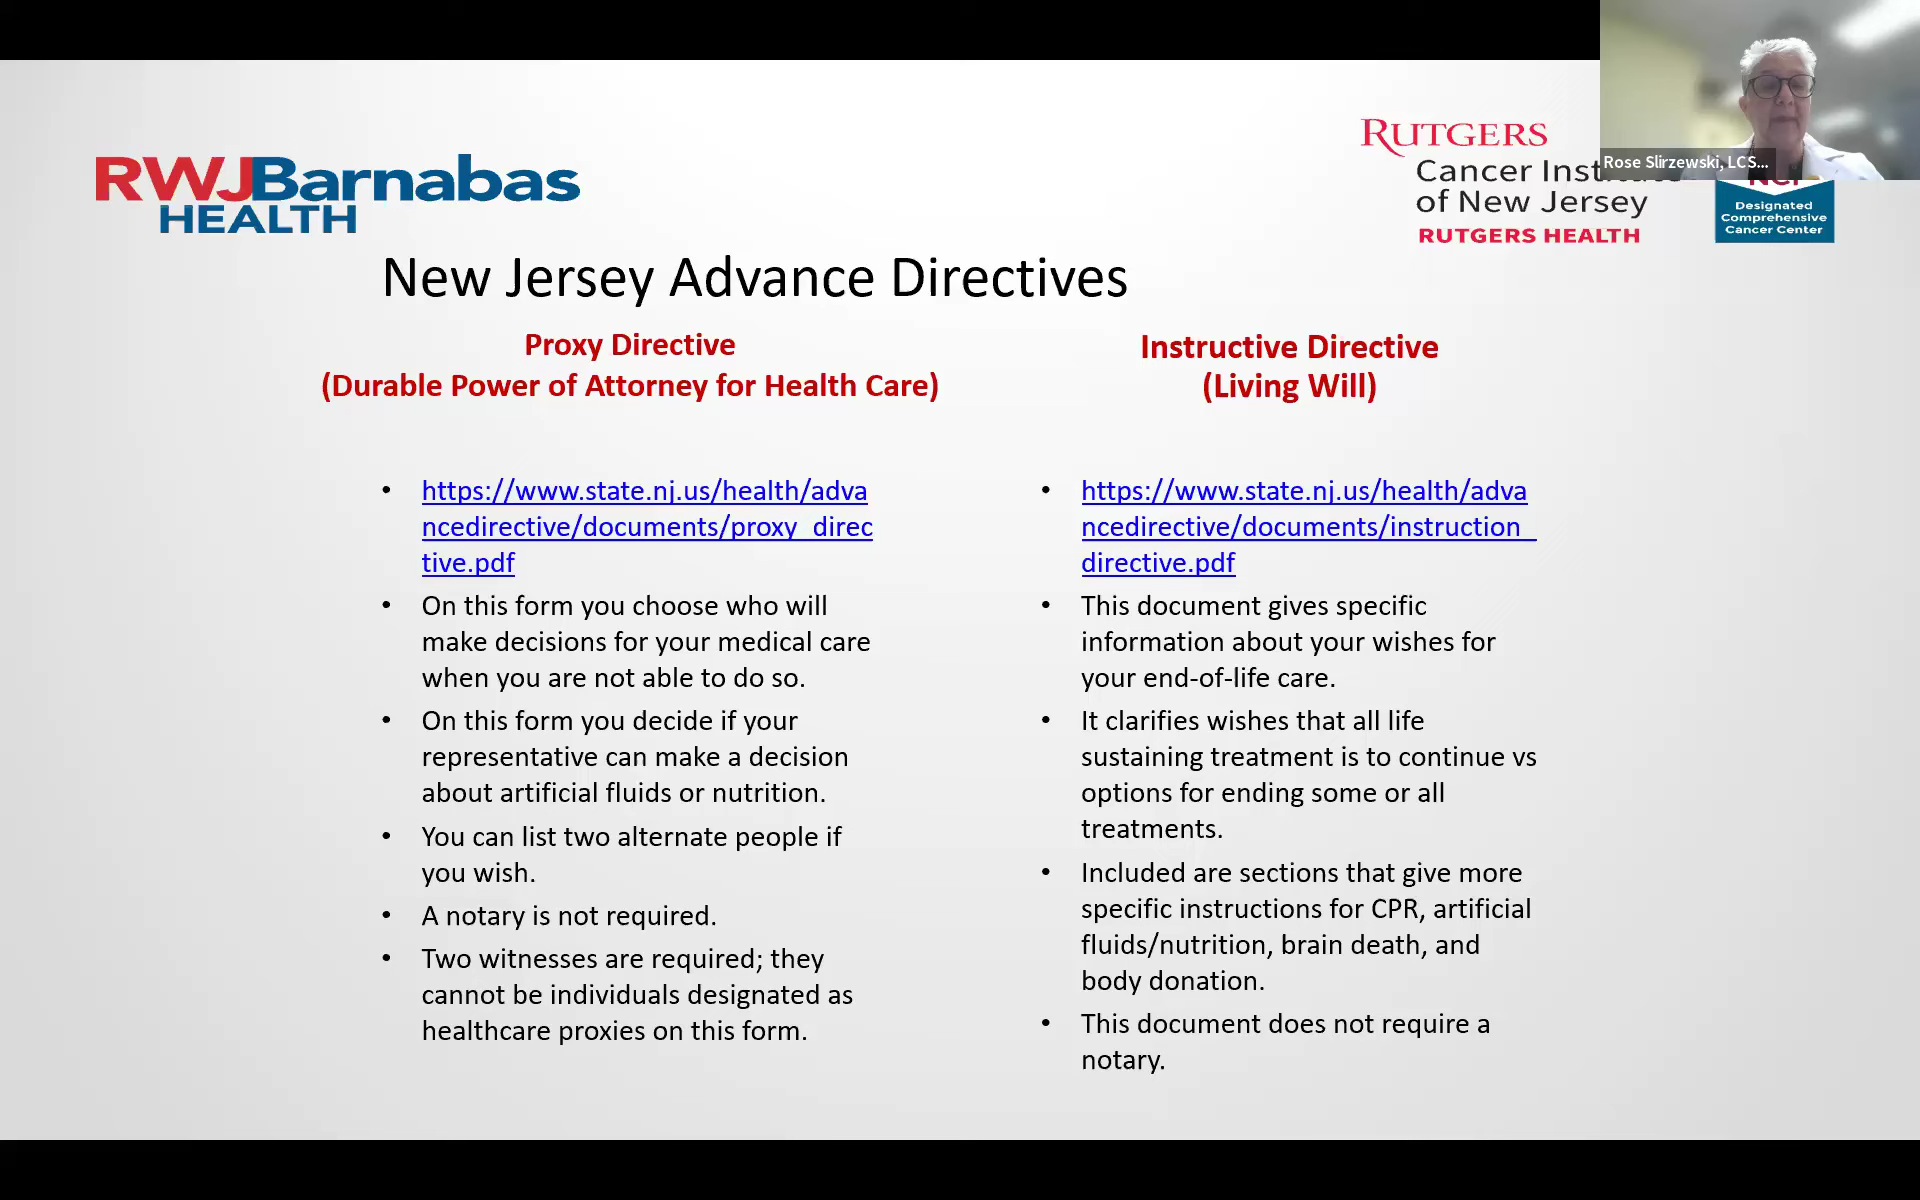 RWJBarnabas
HEALTH
RUTGERS
Cancer Institute
of New Jersey
RUTGERS HEALTH
Rose Slirzewski, LCS...
NCI
Designated
Comprehensive
Cancer Center
New Jersey Advance Directives
Proxy Directive
(Durable Power of Attorney for Health Care)
https://www.state.nj.us/health/adva
ncedirective/documents/proxy_direc
tive.pdf
• On this form you choose who will
make decisions for your medical care
when you are not able to do so.
• On this form you decide if your
representative can make a decision
about artificial fluids or nutrition.
• You can list two alternate people if
you wish.
• A notary is not required.
• Two witnesses are required; they
cannot be individuals designated as
healthcare proxies on this form.
Instructive Directive
(Living Will)
• https://www.state.nj.us/health/adva
ncedirective/documents/instruction_
directive.pdf
• This document gives specific
information about your wishes for
your end-of-life care.
• It clarifies wishes that all life
sustaining treatment is to continue vs
options for ending some or all
treatments.
• Included are sections that give more
specific instructions for CPR, artificial
fluids/nutrition, brain death, and
body donation.
• This document does not require a
notary.